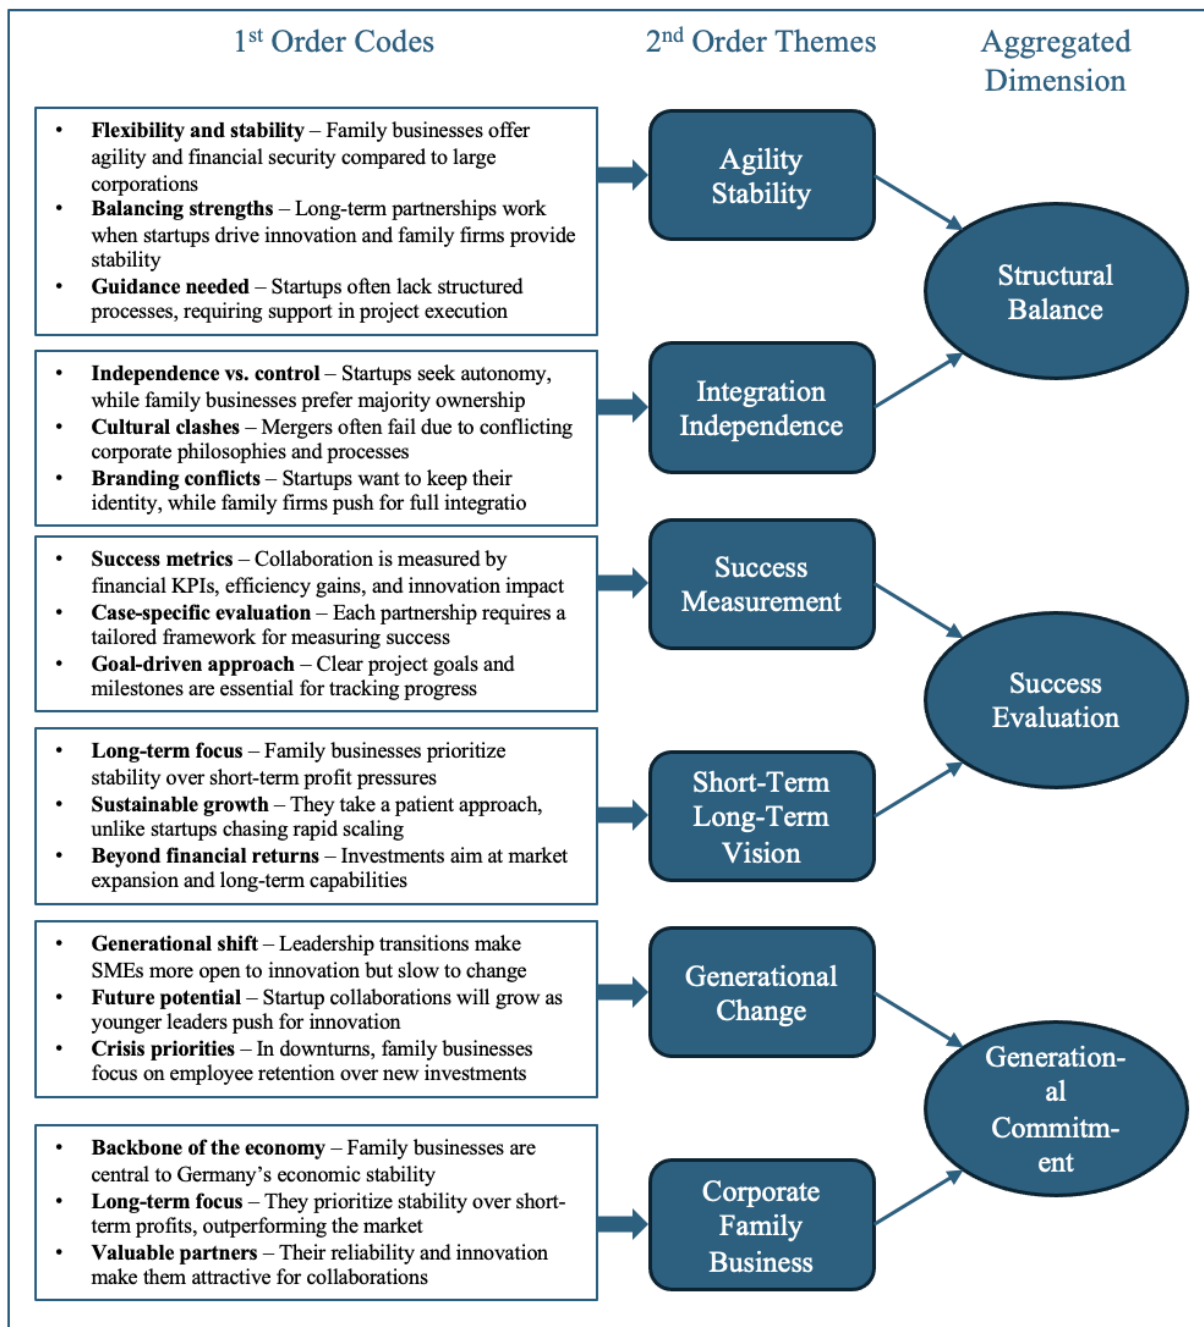 1st Order Codes
2nd Order Themes
Aggregated
Dimension
• Flexibility and stability – Family businesses offer
agility and financial security compared to large
corporations
• Balancing strengths – Long-term partnerships work
when startups drive innovation and family firms provide
stability
• Guidance needed – Startups often lack structured
processes, requiring support in project execution
Agility
Stability
Structural
Balance
• Independence vs. control – Startups seek autonomy,
while family businesses prefer majority ownership
• Cultural clashes – Mergers often fail due to conflicting
corporate philosophies and processes
• Branding conflicts – Startups want to keep their
identity, while family firms push for full integratio
Integration
Independence
• Success metrics – Collaboration is measured by
financial KPIs, efficiency gains, and innovation impact
• Case-specific evaluation – Each partnership requires a
tailored framework for measuring success
• Goal-driven approach – Clear project goals and
milestones are essential for tracking progress
Success
Measurement
Success
Evaluation
• Long-term focus – Family businesses prioritize
stability over short-term profit pressures
• Sustainable growth – They take a patient approach,
unlike startups chasing rapid scaling
• Beyond financial returns – Investments aim at market
expansion and long-term capabilities
Short-Term
Long-Term
Vision
• Generational shift – Leadership transitions make
SMEs more open to innovation but slow to change
• Future potential – Startup collaborations will grow as
younger leaders push for innovation
• Crisis priorities – In downturns, family businesses
focus on employee retention over new investments
Generational
Change
Generation-
al
Commitm-
ent
• Backbone of the economy – Family businesses are
central to Germany's economic stability
• Long-term focus – They prioritize stability over short-
term profits, outperforming the market
• Valuable partners – Their reliability and innovation
make them attractive for collaborations
Corporate
Family
Business